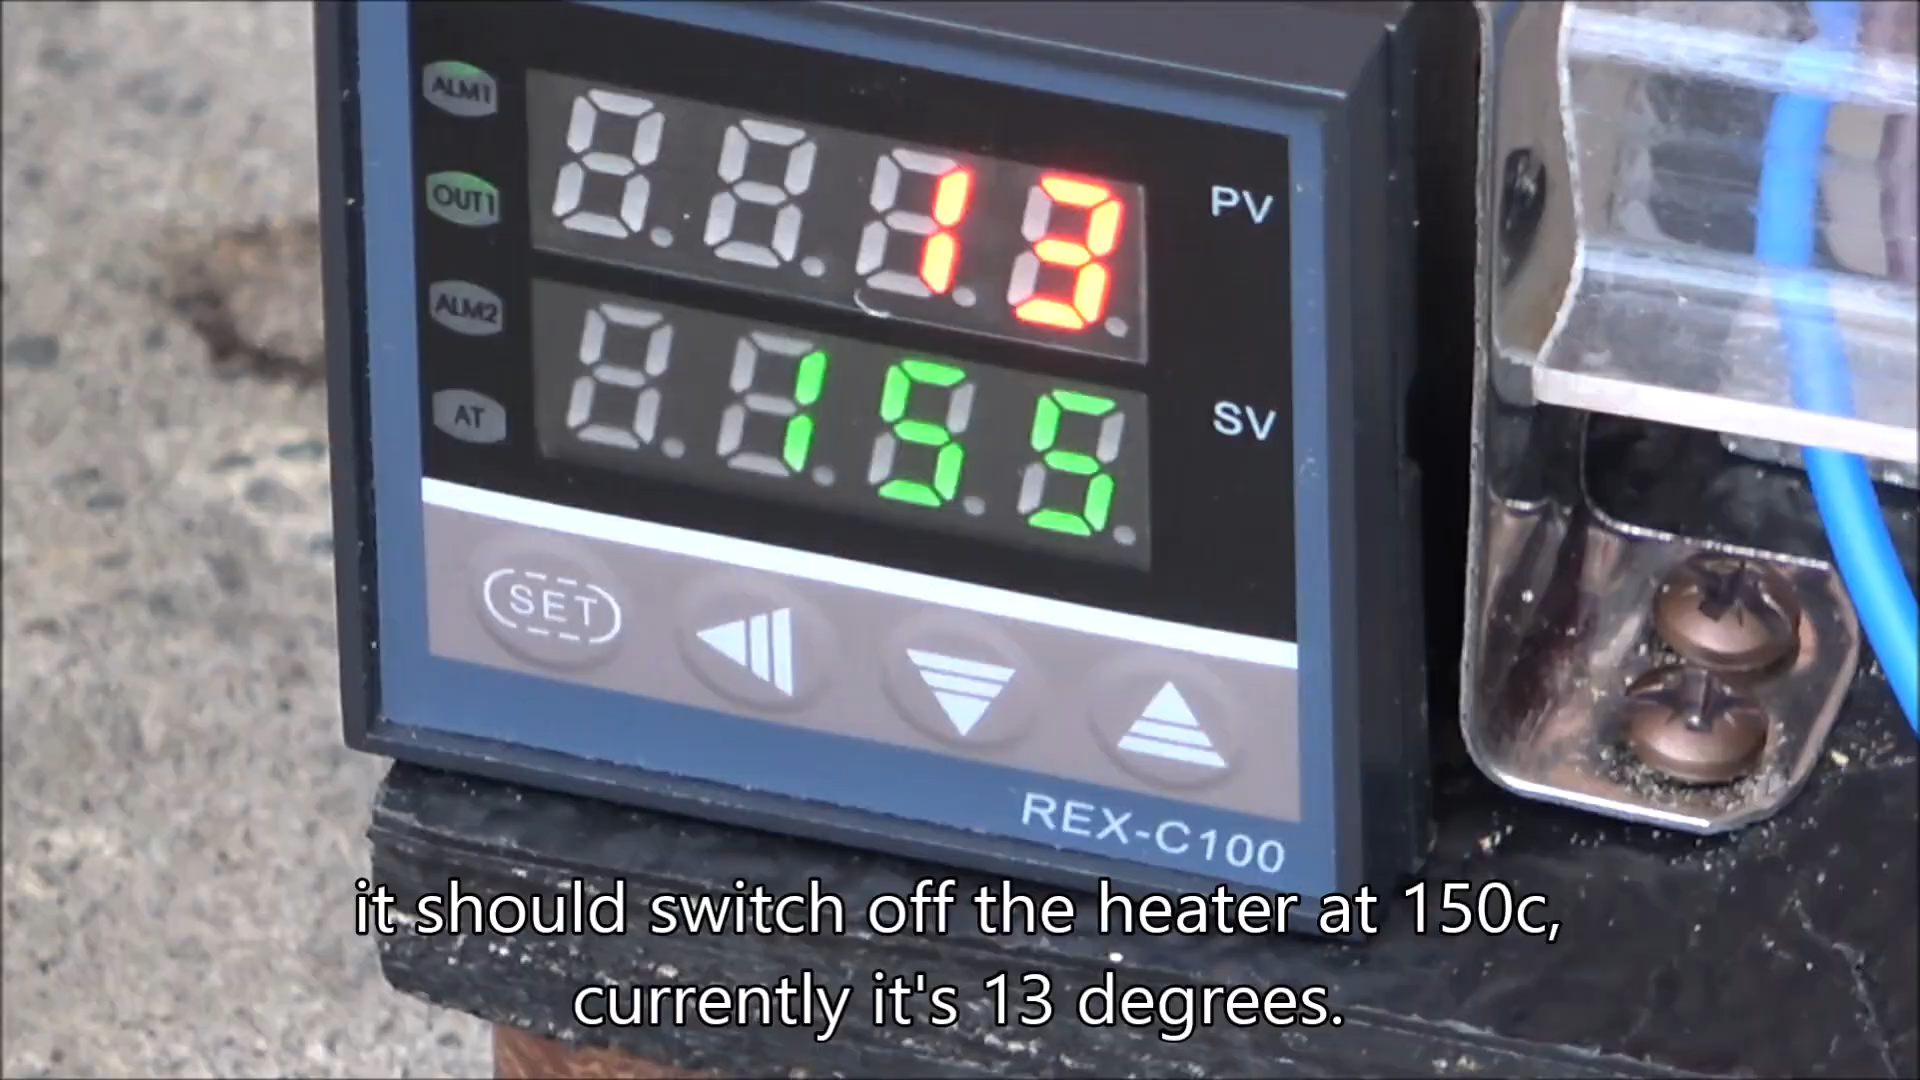 ALM1
OUT1
ALM2
AT
13
PV
155
SV
SET
REX-C100
it should switch off the heater at 150c,
currently it's 13 degrees.